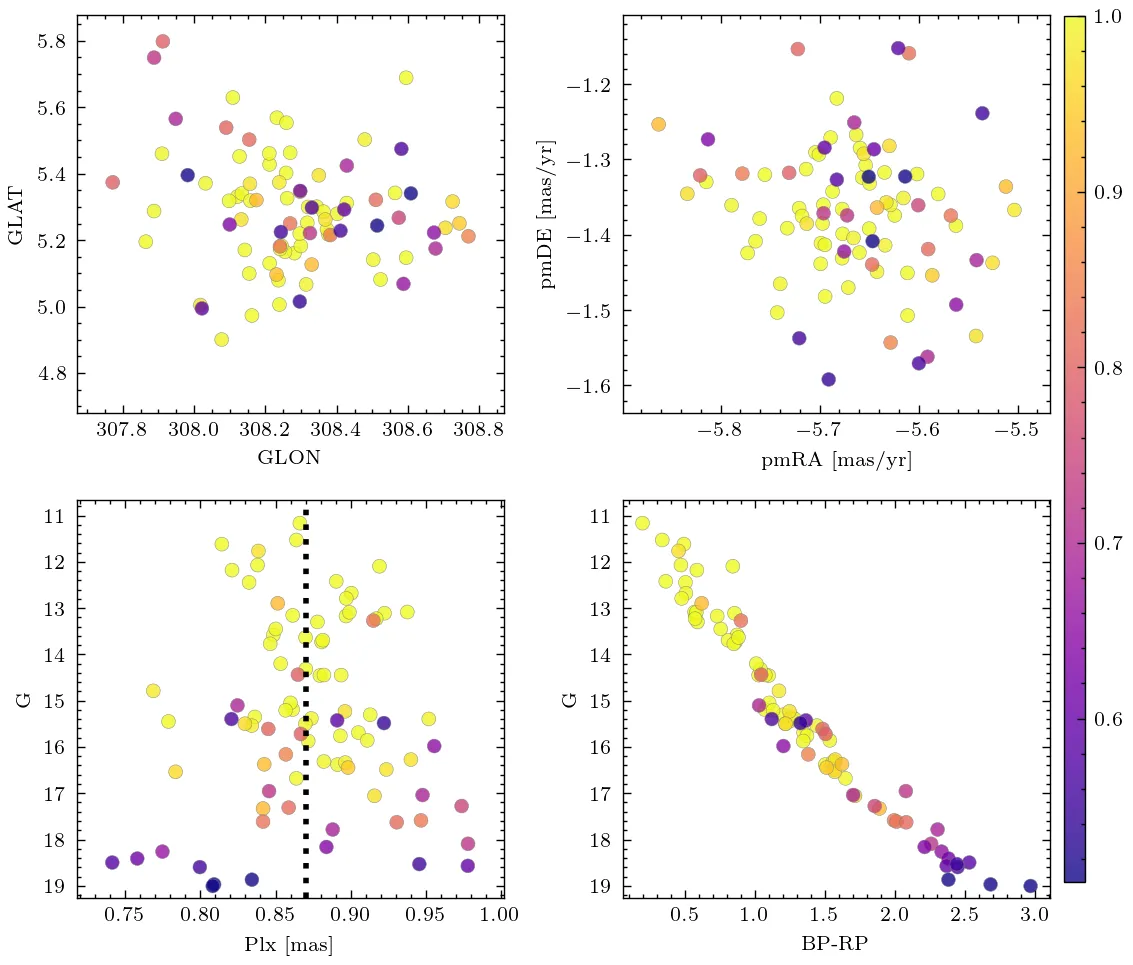 5.8
5.6
5.4
5.2
5.0
4.8
GLAT
307.8 308.0 308.2 308.4 308.6 308.8
GLON
−1.2
−1.3
−1.4
−1.5
−1.6
pmDE [mas/yr]
−5.8 −5.7 −5.6 −5.5
pmRA [mas/yr]
1.0
0.9
0.8
0.7
0.6
11
12
13
14
15
16
17
18
19
G
0.75 0.80 0.85 0.90 0.95 1.00
Plx [mas]
11
12
13
14
15
16
17
18
19
G
0.5 1.0 1.5 2.0 2.5 3.0
BP-RP